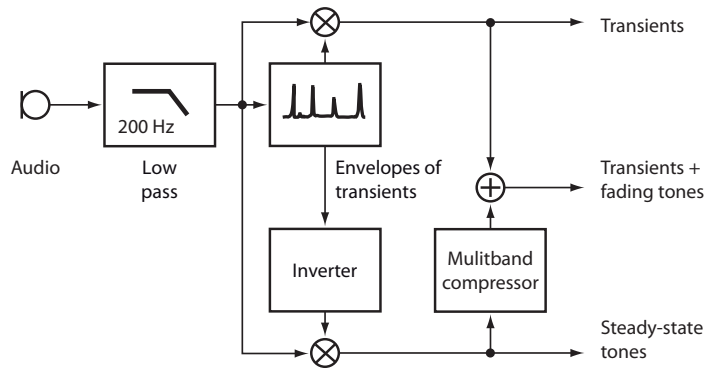 Transients
200 Hz
Audio
Low
pass
Envelopes of
transients
Transients +
fading tones
Inverter
Mulitband
compressor
Steady-state
tones